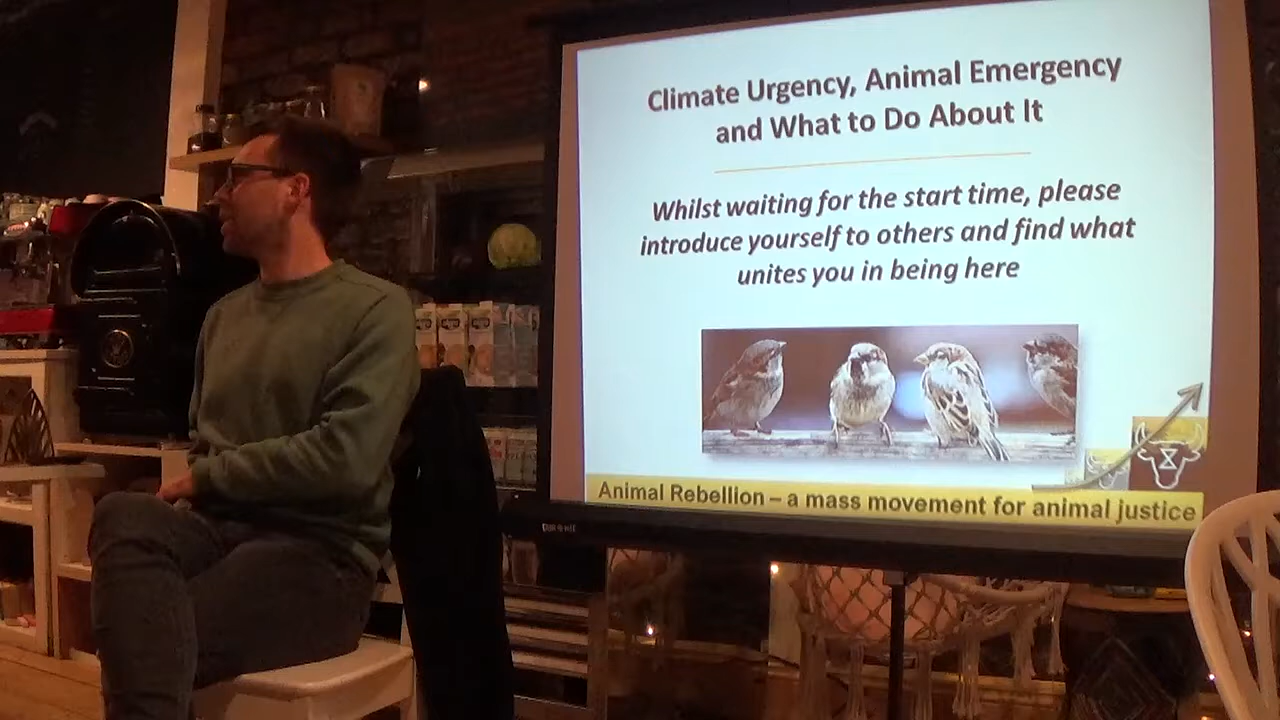 Climate Urgency, Animal Emergency
and What to Do About It
Whilst waiting for the start time, please
introduce yourself to others and find what
unites you in being here
Animal Rebellion – a mass movement for animal justice